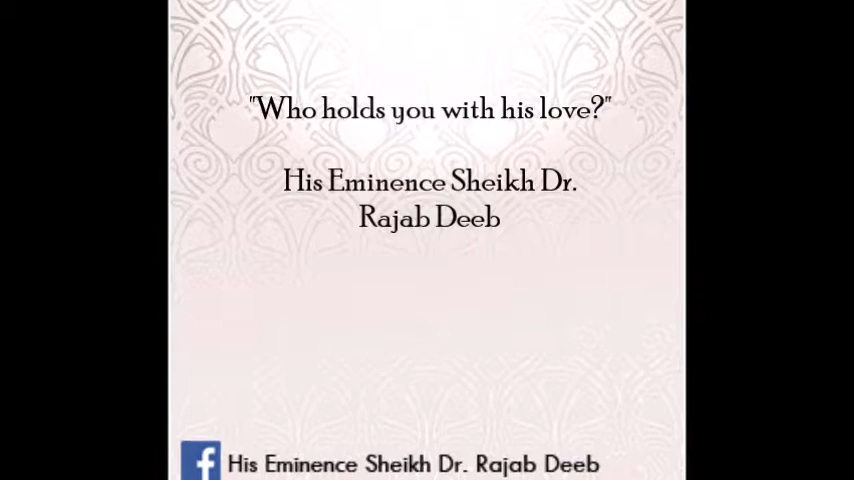 "Who holds you with his love?"
His Eminence Sheikh Dr.
Rajab Deeb
His Eminence Sheikh Dr. Rajab Deeb